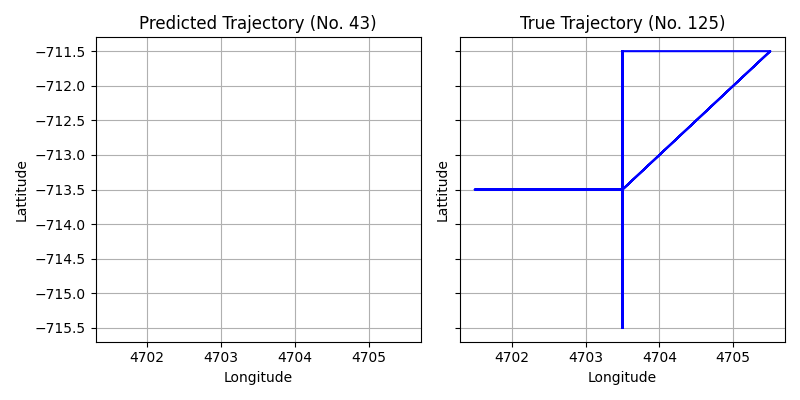 Predicted Trajectory (No. 43)
True Trajectory (No. 125)
Lattitude
−711.5
−712.0
−712.5
−713.0
−713.5
−714.0
−714.5
−715.0
−715.5
4702 4703 4704 4705
Longitude
Lattitude
4702 4703 4704 4705
Longitude